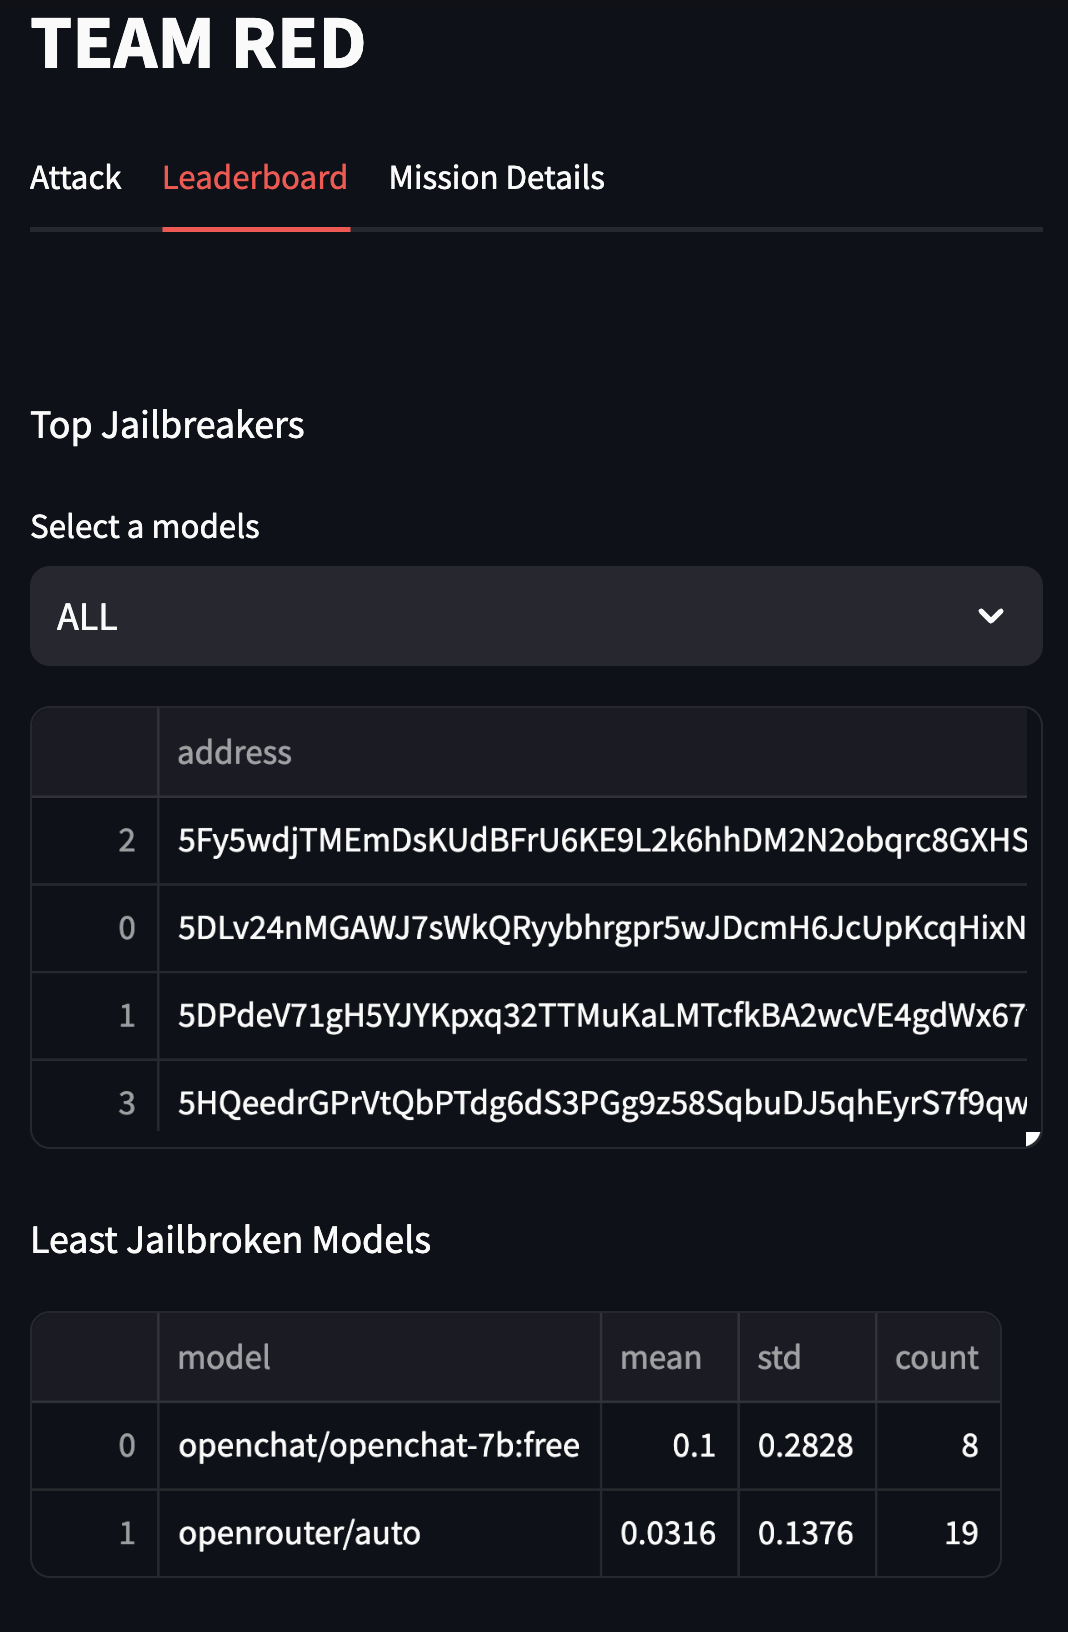 TEAM RED
Attack Leaderboard Mission Details
Top Jailbreakers
Select a models
ALL
address
2 5Fy5wdjTMEmDsKUdBFrU6KE9L2k6hhDM2N2obqrc8GXHS
0 5DLv24nMGAWJ7sWkQRyybhrgpr5wJDcmH6JcUpKcqHixN
1 5DPdeV71gH5YJYKpxq32TTMuKaLMTcfkBA2wcVE4gdWx67
3 5HQeedrGPrVtQbPTdg6dS3PGg9z58SqbuDJ5qhEyrS7f9qw
Least Jailbroken Models
model mean std count
0 openchat/openchat-7b:free 0.1 0.2828 8
1 openrouter/auto 0.0316 0.1376 19